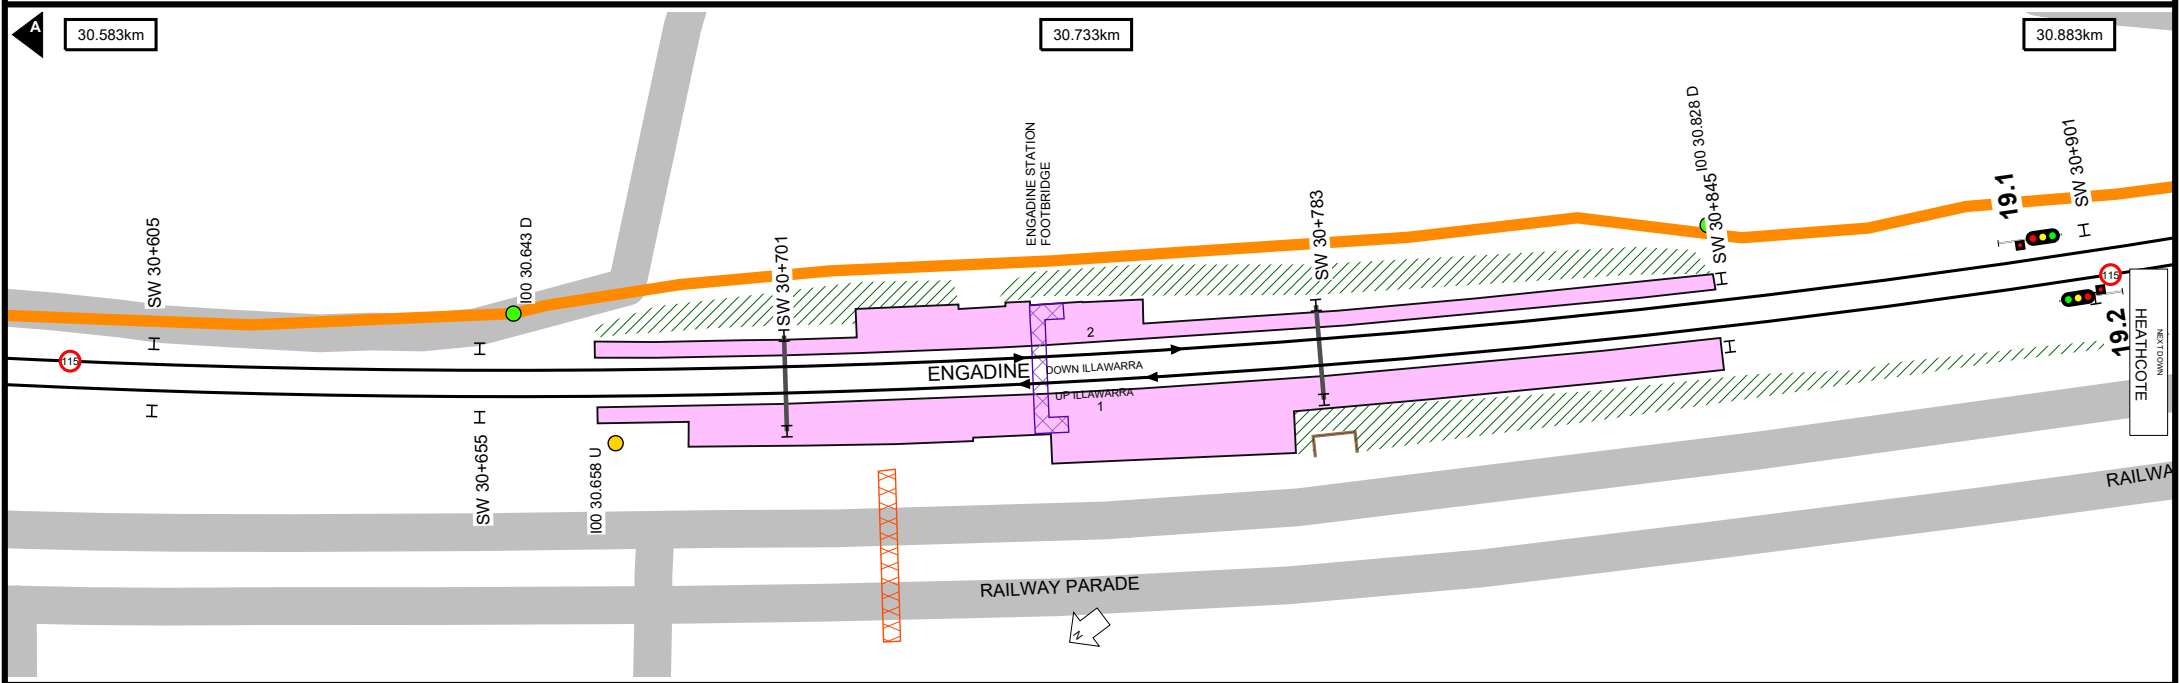 A
30.583km
30.733km
30.883km
SW 30+605
I00 30.643 D
SW 30+701
ENGADINE STATION
FOOTBRIDGE
SW 30+783
I00 30.828 D
SW 30+845
19.1
SW 30+901
115
115
2
ENGADINE
DOWN ILLAWARRA
UP ILLAWARRA
1
19.2
NEXT DOWN
HEATHCOTE
SW 30+655
I00 30.658 U
RAILWA
RAILWAY PARADE
N